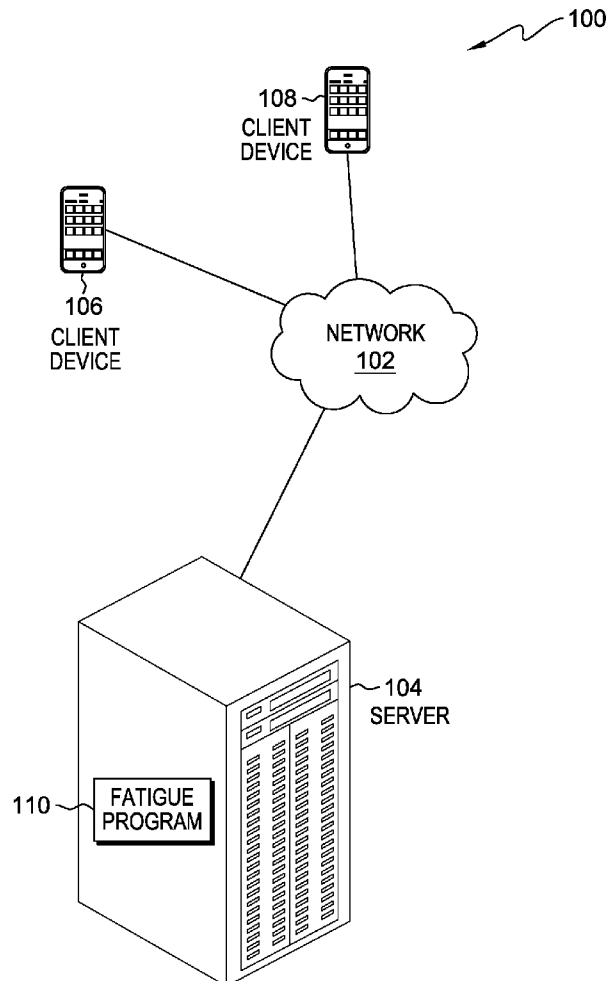 100
108
CLIENT
DEVICE
106
CLIENT
DEVICE
NETWORK
102
104
SERVER
110
FATIGUE
PROGRAM